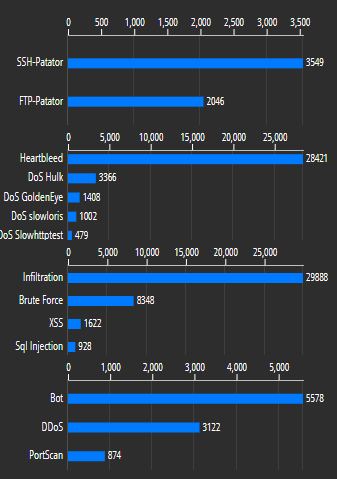 0 500 1,000 1,500 2,000 2,500 3,000 3,500
SSH-Patator 3549
FTP-Patator 2046
0 5,000 10,000 15,000 20,000 25,000
Heartbleed 28421
DoS Hulk 3366
DoS GoldenEye 1408
DoS slowloris 1002
DoS Slowhttptest 479
0 5,000 10,000 15,000 20,000 25,000
Infiltration 29888
Brute Force 8348
XSS 1622
Sql Injection 928
0 1,000 2,000 3,000 4,000 5,000
Bot 5578
DDoS 3122
PortScan 874